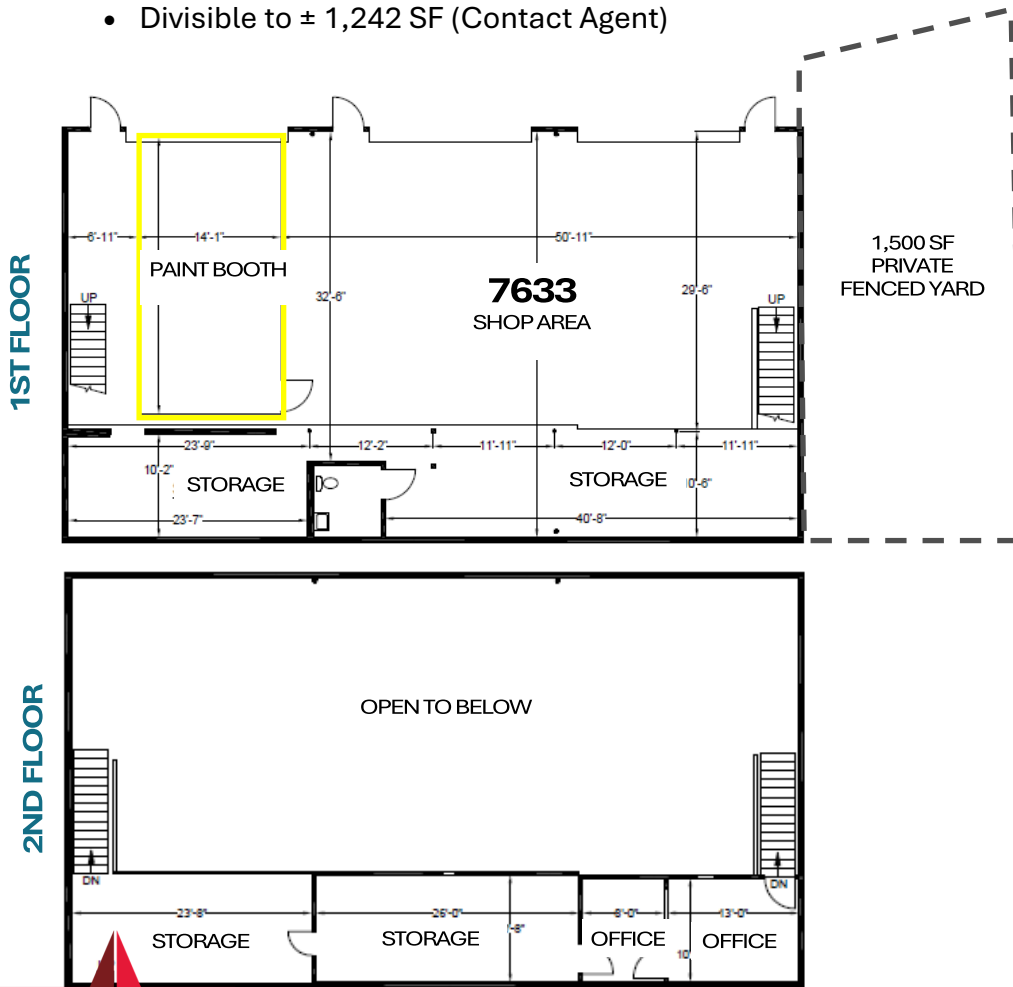 • Divisible to ± 1,242 SF (Contact Agent)
1ST FLOOR
6'-11"
14'-1"
50'-11"
PAINT BOOTH
32'-6"
7633
SHOP AREA
29'-6"
UP
UP
1,500 SF
PRIVATE
FENCED YARD
23'-9"
12'-2"
11'-11"
12'-0"
11'-11"
10'-2"
STORAGE
STORAGE
0'-6"
23'-7"
40'-8"
2ND FLOOR
OPEN TO BELOW
DN
DN
23'-8"
26'-0"
8'-0"
13'-0"
STORAGE
STORAGE
OFFICE
OFFICE
-8"
10'